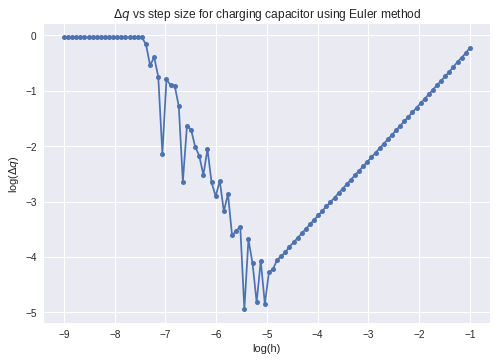 Δq vs step size for charging capacitor using Euler method
log(Δq)
0
−1
−2
−3
−4
−5
−9 −8 −7 −6 −5 −4 −3 −2 −1
log(h)